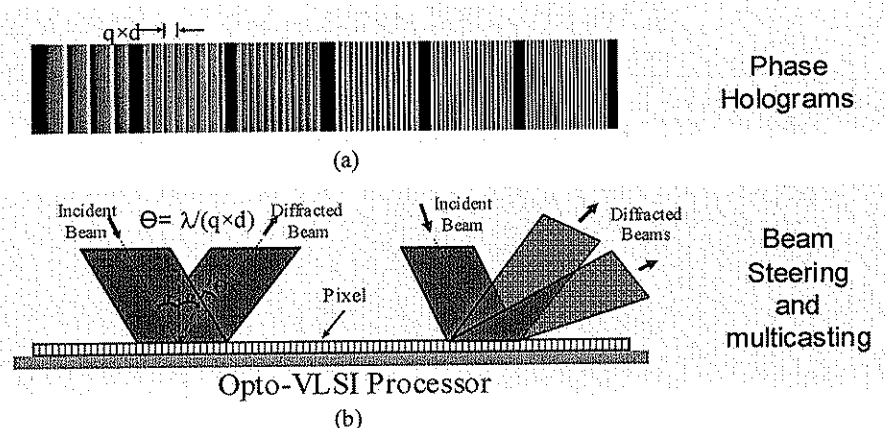 q×d
Phase
Holograms
(a)
Incident
Beam
Θ= λ/(q×d)
Diffracted
Beam
Incident
Beam
Diffracted
Beams
Pixel
Beam
Steering
and
multicasting
Opto-VLSI Processor
(b)